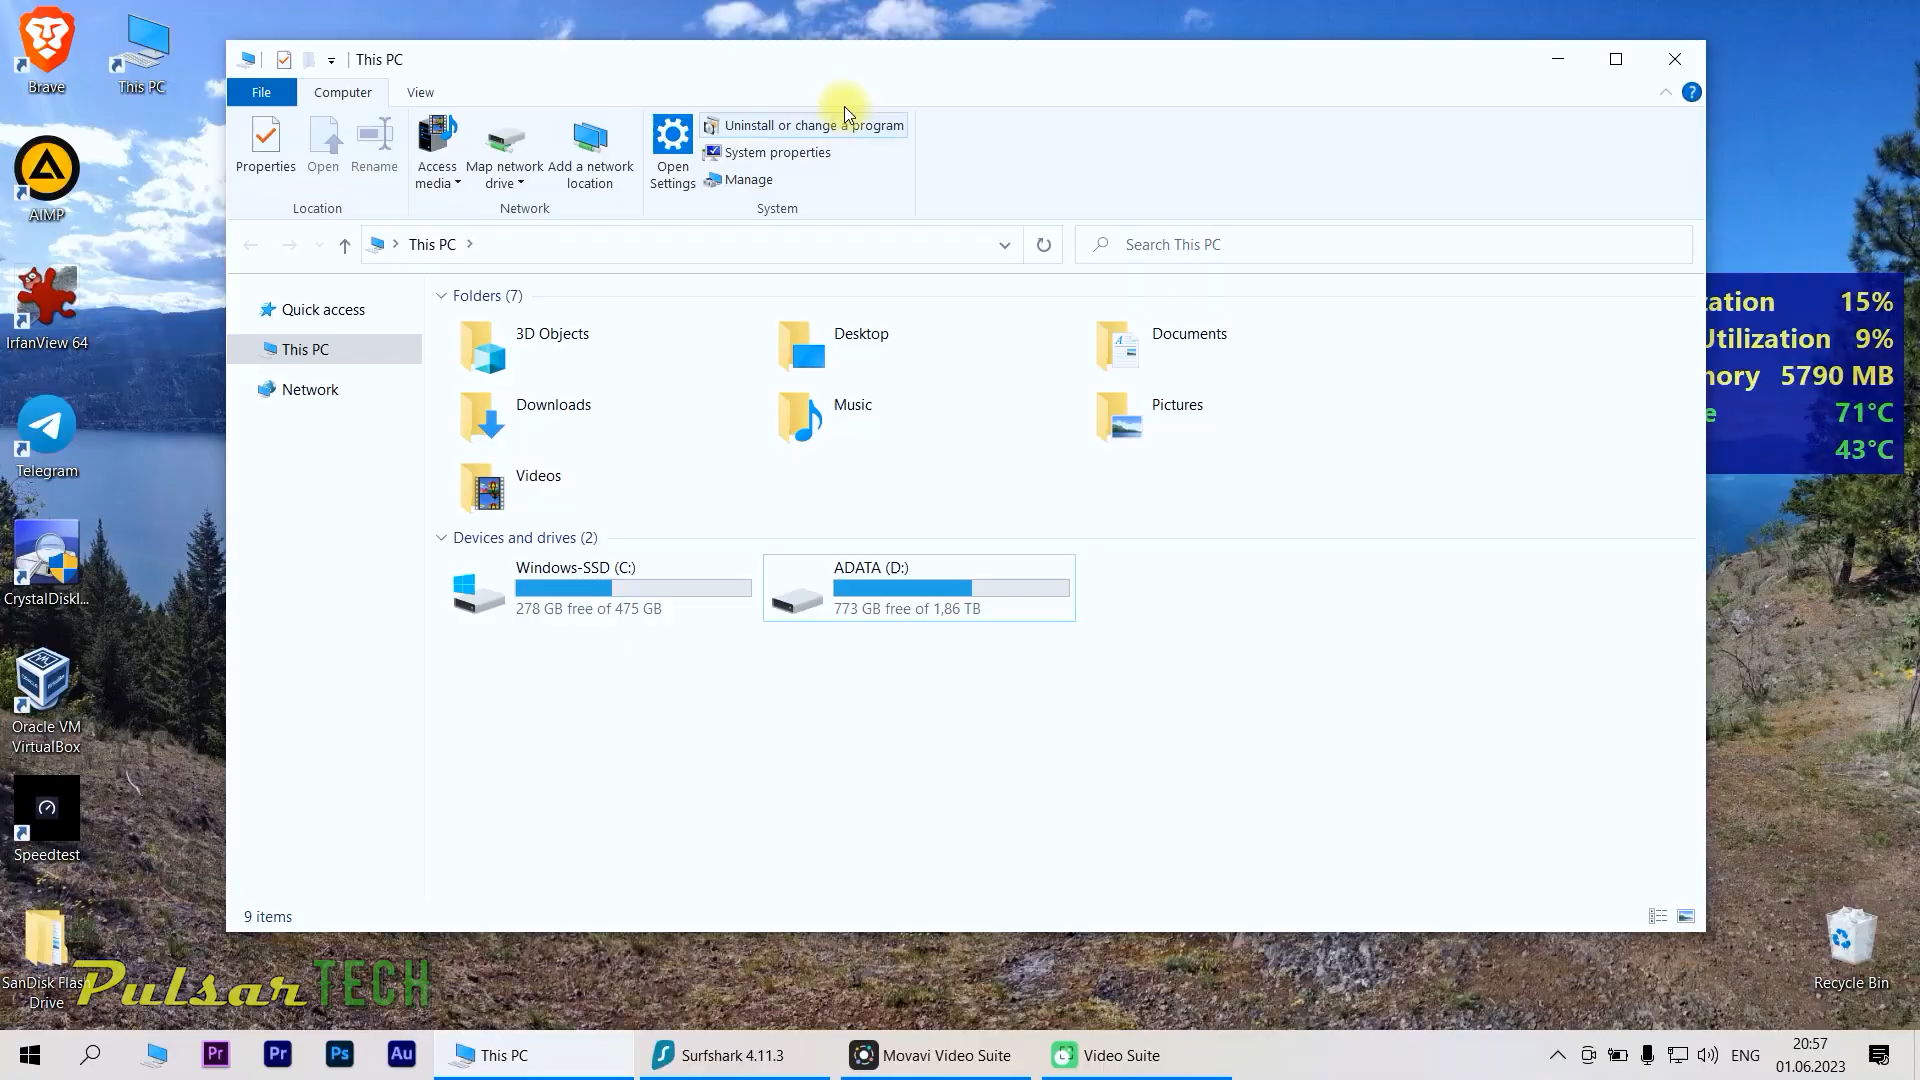 This PC
File
Computer
View
Properties
Open
Rename
Location
Access
media
Map network
drive
Add a network
location
Network
Open
Settings
Uninstall or change a program
System properties
Manage
System
This PC
Search This PC
Quick access
This PC
Network
Folders (7)
3D Objects
Desktop
Documents
Downloads
Music
Pictures
Videos
Devices and drives (2)
Windows-SSD (C:)
278 GB free of 475 GB
ADATA (D:)
773 GB free of 1,86 TB
9 items
Brave
This PC
AIMP
IrfanView 64
Telegram
CrystalDiskI...
Oracle VM
VirtualBox
Speedtest
SanDisk Flash
Drive
PulsarTECH
15%
9%
5790 MB
71°C
43°C
Recycle Bin
Pr
Pr
Ps
Au
This PC
Surfshark 4.11.3
Movavi Video Suite
Video Suite
ENG
20:57
01.06.2023